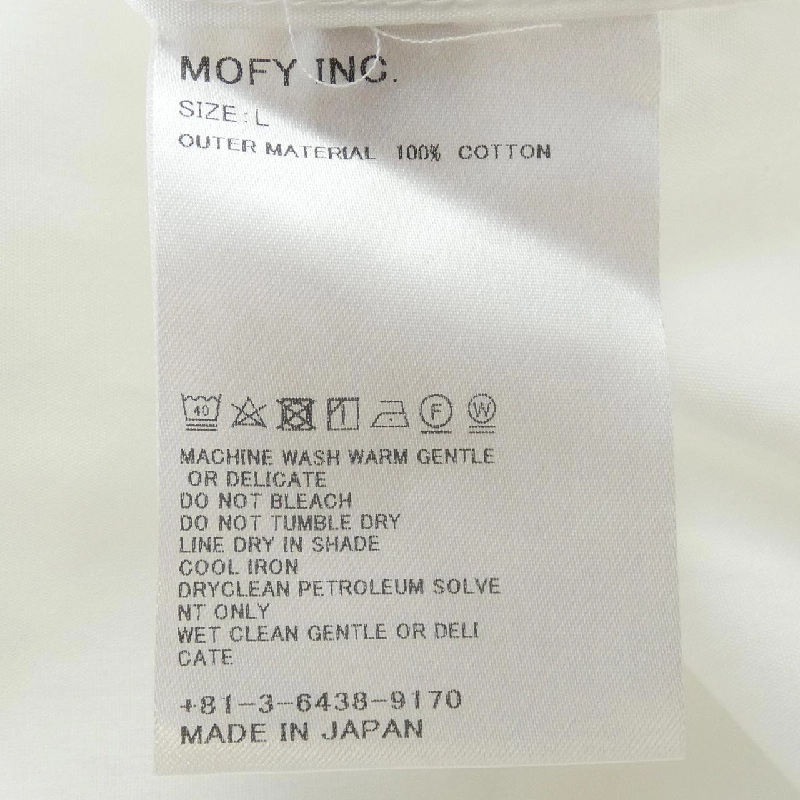 MOFY INC.
SIZE:L
OUTER MATERIAL 100% COTTON
40 F W
MACHINE WASH WARM GENTLE
OR DELICATE
DO NOT BLEACH
DO NOT TUMBLE DRY
LINE DRY IN SHADE
COOL IRON
DRYCLEAN PETROLEUM SOLVE
NT ONLY
WET CLEAN GENTLE OR DELI
CATE
+81-3-6438-9170
MADE IN JAPAN